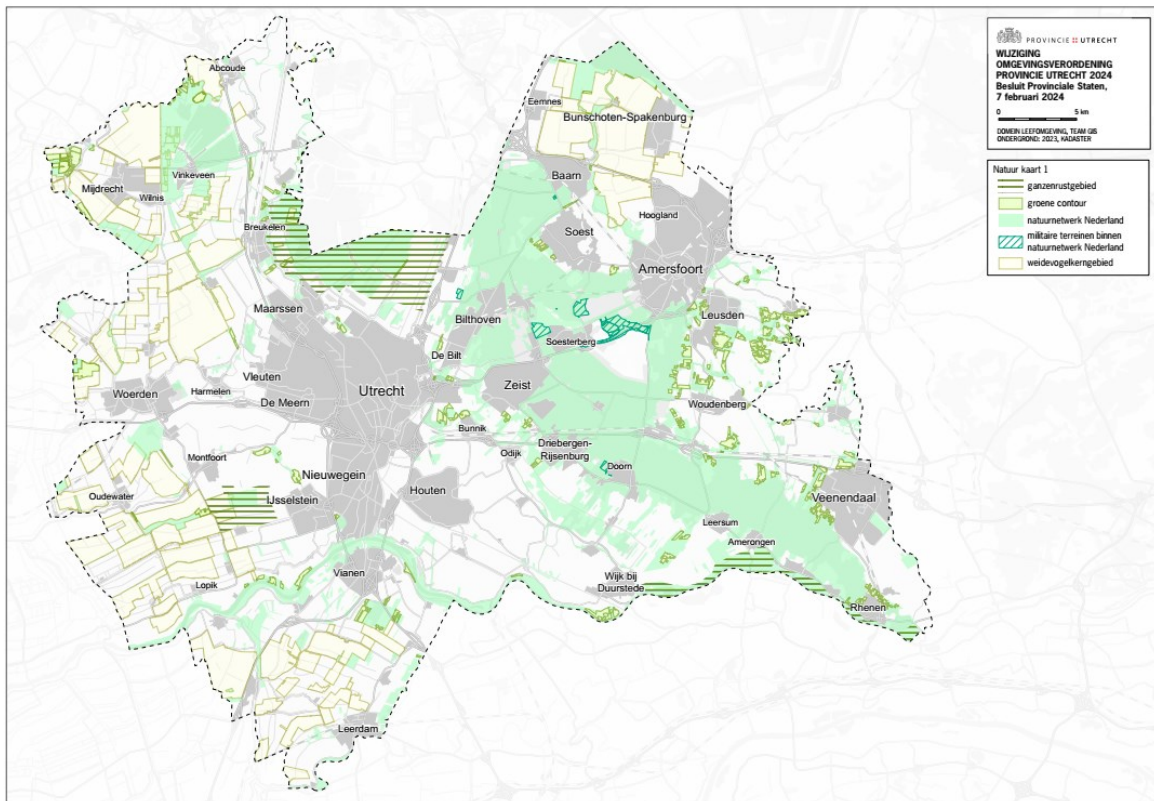 PROVINCIE UTRECHT
WIJZIGING
OMGEVINGSVERORDENING
PROVINCIE UTRECHT 2024
Besluit Provinciale Staten,
7 februari 2024
0 5 km
DOMEIN LEEFOMGEVING, TEAM GIS
ONDERGROND: 2023, KADASTER
Natuur kaart 1
ganzenrustgebied
groene contour
natuurnetwerk Nederland
militaire terreinen binnen
natuurnetwerk Nederland
weidevogelkerngebied
Abcoude
Eemnes
Bunschoten-Spakenburg
Vinkeveen
Baarn
Mijdrecht
Wilnis
Hoogland
Breukelen
Soest
Amersfoort
Maarssen
Leusden
Bilthoven
Soesterberg
De Bilt
Vleuten
Zeist
Harmelen
Utrecht
Woerden
De Meern
Woudenberg
Bunnik
Driebergen-
Rijsenburg
Odijk
Montfoort
Doorn
Nieuwegein
Houten
Oudewater
IJsselstein
Veenendaal
Leersum
Amerongen
Vianen
Wijk bij
Duurstede
Lopik
Rhenen
Leerdam